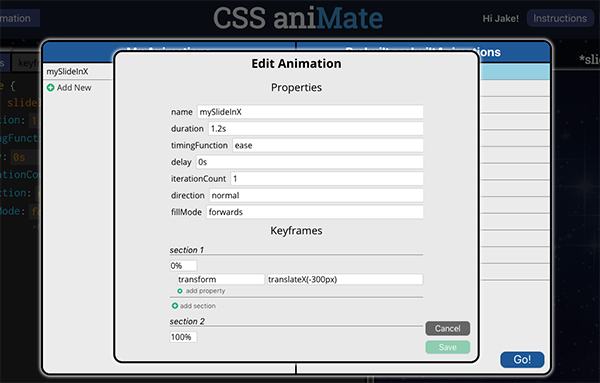 CSS aniMate
mation
Hi Jake!
Instructions
mySlideInX
Add New
Edit Animation
Properties
name mySlideInX
duration 1.2s
timingFunction ease
delay 0s
iterationCount 1
direction normal
fillMode forwards
Keyframes
section 1
0%
transform translateX(-300px)
add property
add section
section 2
100%
Cancel
Save
Go!